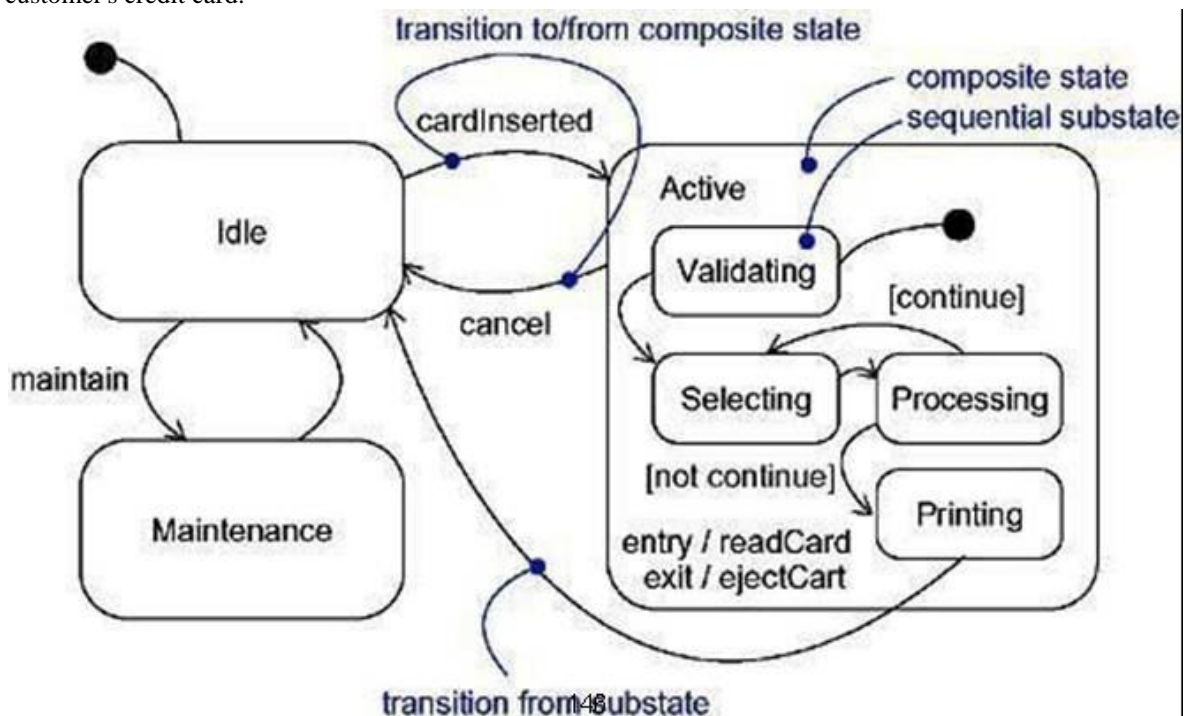 customer's credit card.
transition to/from composite state
composite state
cardInserted
sequential substate
Active
Idle
Validating
[continue]
cancel
maintain
Selecting
Processing
[not continue]
Printing
Maintenance
entry / readCard
exit / ejectCart
transition from substate
148